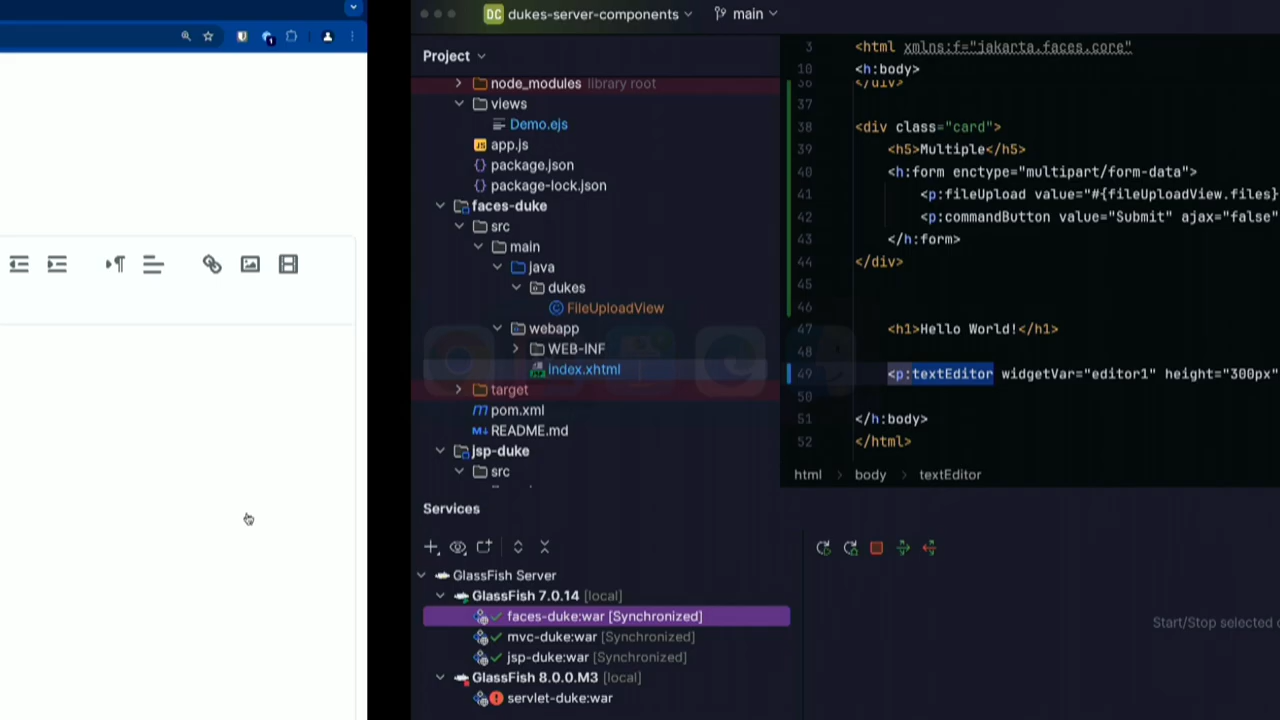 1
DC dukes-server-components main
Project
node_modules library root
views
Demo.ejs
JS app.js
package.json
package-lock.json
faces-duke
src
main
java
dukes
FileUploadView
webapp
WEB-INF
index.xhtml
target
pom.xml
README.md
jsp-duke
src
3 <html xmlns:f="jakarta.faces.core"
10 <h:body>
36 </div>
37
38 <div class="card">
39 <h5>Multiple</h5>
40 <h:form enctype="multipart/form-data">
41 <p:fileUpload value="#{fileUploadView.files}
42 <p:commandButton value="Submit" ajax="false"
43 </h:form>
44 </div>
45
46
47 <h1>Hello World!</h1>
48
49 <p:textEditor widgetVar="editor1" height="300px"
50
51 </h:body>
52 </html>
html > body > textEditor
Services
GlassFish Server
GlassFish 7.0.14 [local]
faces-duke:war [Synchronized]
mvc-duke:war [Synchronized]
jsp-duke:war [Synchronized]
GlassFish 8.0.0.M3 [local]
servlet-duke:war
Start/Stop selected